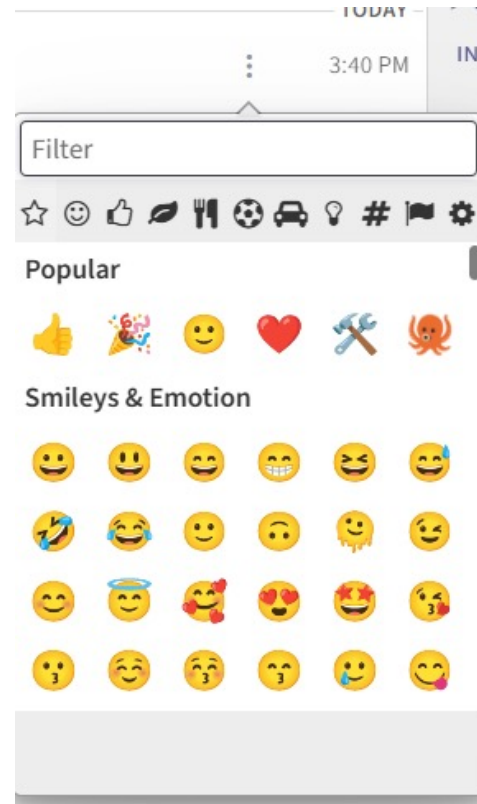 TODAY
3:40 PM
IN
Filter
Popular
Smileys & Emotion